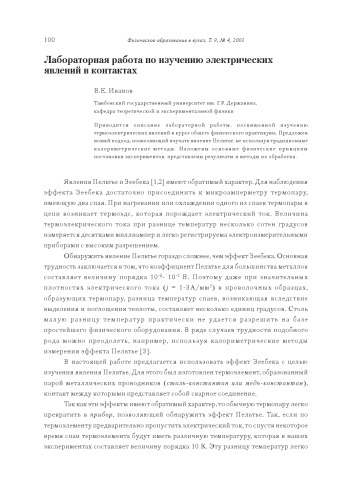 100
Физическое образование в вузах. Т. 9, № 4, 2003
Лабораторная работа по изучению электрических
явлений в контактах
В.Е. Иванов
Тамбовский государственный университет им. Г.Р. Державина,
кафедра теоретической и экспериментальной физики
Приводится описание лабораторной работы, посвященной изучению
термоэлектрических явлений в курсе общего физического практикума. Предложен
новый подход, позволяющий изучать явление Пельтье, не используя традиционные
калориметрические методы. Изложены основные физические принципы
постановки экспериментов, представлены результаты и методы их обработки.
Явления Пельтье и Зеебека [1,2] имеют обратимый характер. Для наблюдения
эффекта Зеебека достаточно присоединить к микроамперметру термопару,
имеющую два спая. При нагревании или охлаждении одного из спаев термопары в
цепи возникает термоэдс, которая порождает электрический ток. Величина
термоэлектрического тока при разнице температур несколько сотен градусов
измеряется десятками миллиампер и легко регистрируема электроизмерительными
приборами с высоким разрешением.
Обнаружить явление Пельтье гораздо сложнее, чем эффект Зеебека. Основная
трудность заключается в том, что коэффициент Пельтье для большинства металлов
составляет величину порядка 10⁻²- 10⁻³ В. Поэтому даже при значительных
плотностях электрического тока (j = 1-3А/мм²) в проволочных образцах,
образующих термопару, разница температур спаев, возникающая вследствие
выделения и поглощения теплоты, составляет несколько единиц градусов. Столь
малую разницу температур практически не удается разрешить на базе
простейшего физического оборудования. В ряде случаев трудности подобного
рода можно преодолеть, например, используя калориметрические методы
измерения эффекта Пельтье [3].
В настоящей работе предлагается использовать эффект Зеебека с целью
изучения явления Пельтье. Для этого был изготовлен термоэлемент, образованный
парой металлических проводников (сталь-константан или медь-константан),
контакт между которыми представляет собой сварное соединение.
Так как эти эффекты имеют обратимый характер, то обычную термопару легко
превратить в прибор, позволяющий обнаружить эффект Пельтье. Так, если по
термоэлементу предварительно пропустить электрический ток, то спустя некоторое
время спаи термоэлемента будут иметь различную температуру, которая в наших
экспериментах составляет величину порядка 10 К. Эту разницу температур легко